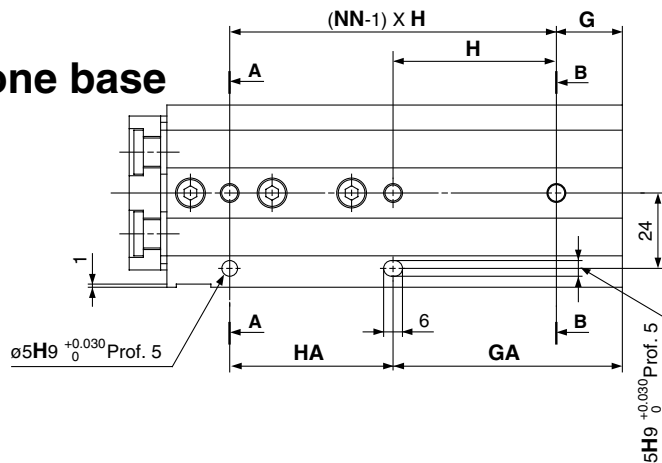 (NN-1) X H
G
H
one base
A
B
24
1
A
6
B
ø5H9 +0.030 0 Prof. 5
HA
GA
5H9 +0.030 0 Prof. 5